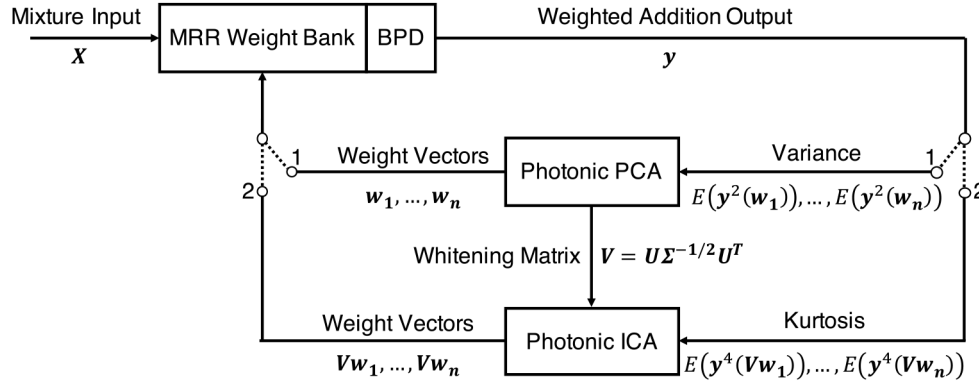 Mixture Input
X
MRR Weight Bank
BPD
Weighted Addition Output
y
1
2
Weight Vectors
w₁, …, wₙ
Photonic PCA
Variance
E(y²(w₁)), …, E(y²(wₙ))
1
2
Whitening Matrix
V = UΣ^{-1/2}U^T
Weight Vectors
Vw₁, …, Vwₙ
Photonic ICA
Kurtosis
E(y⁴(Vw₁)), …, E(y⁴(Vwₙ))